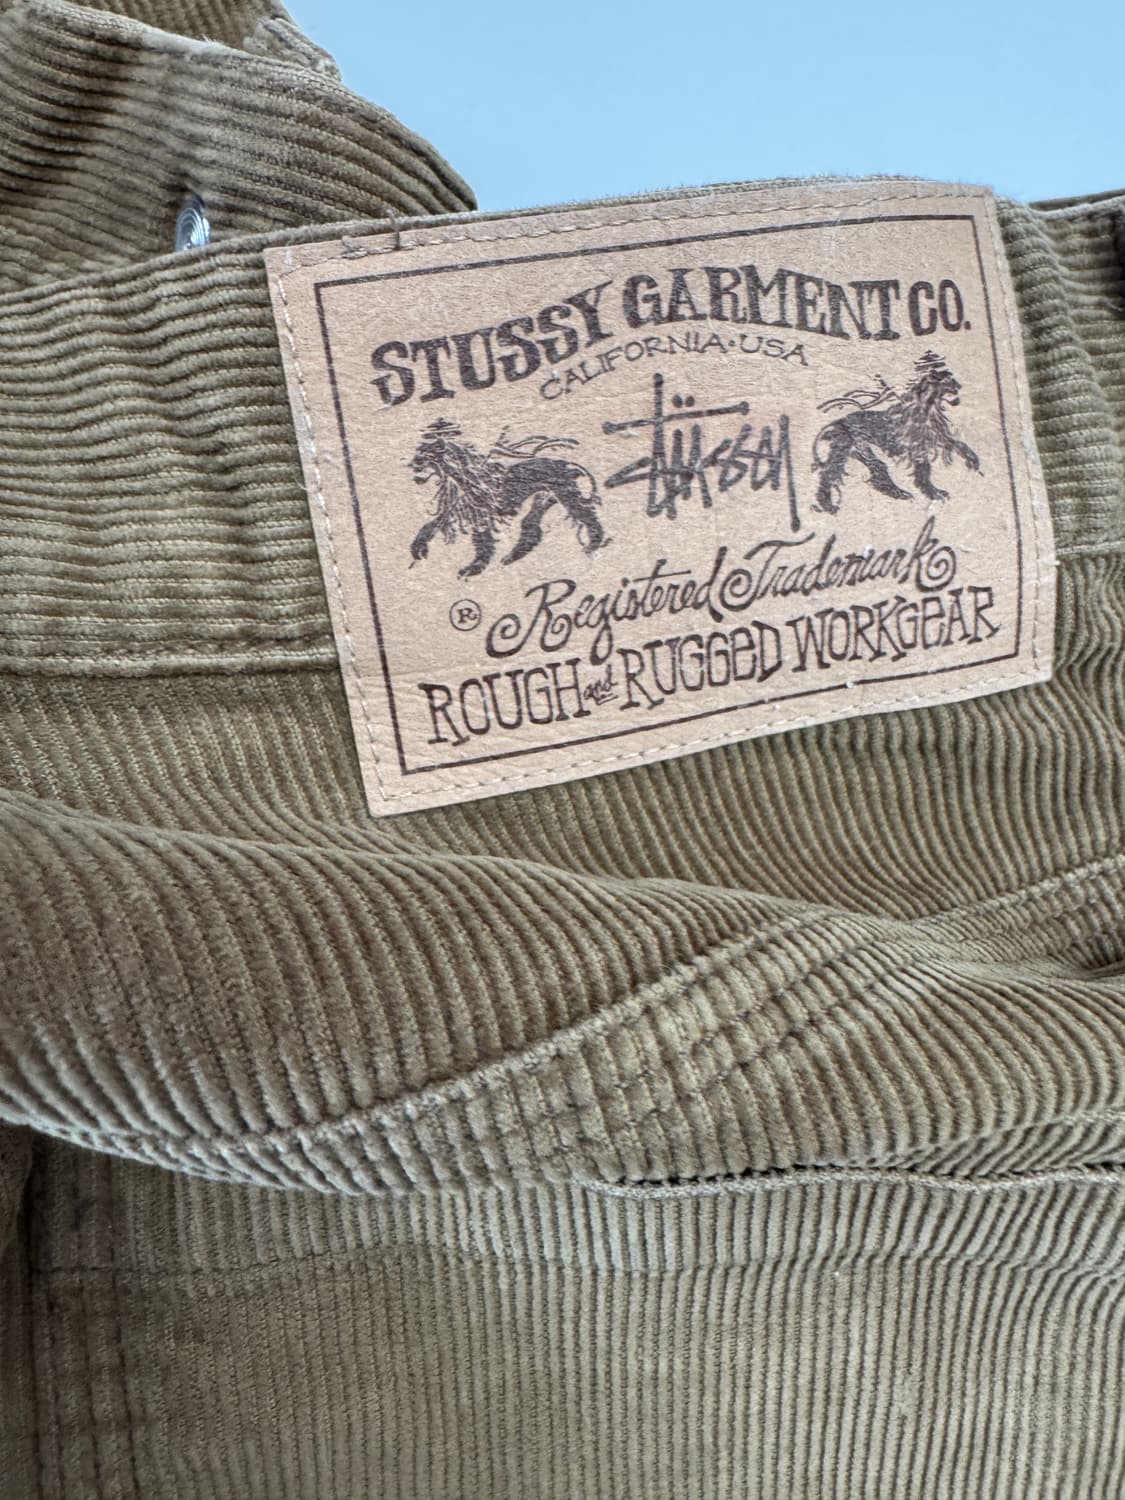 STUSSY GARMENT CO.
CALIFORNIA•USA
Stüssy
® Registered Trademark
ROUGH and RUGGED WORKGEAR